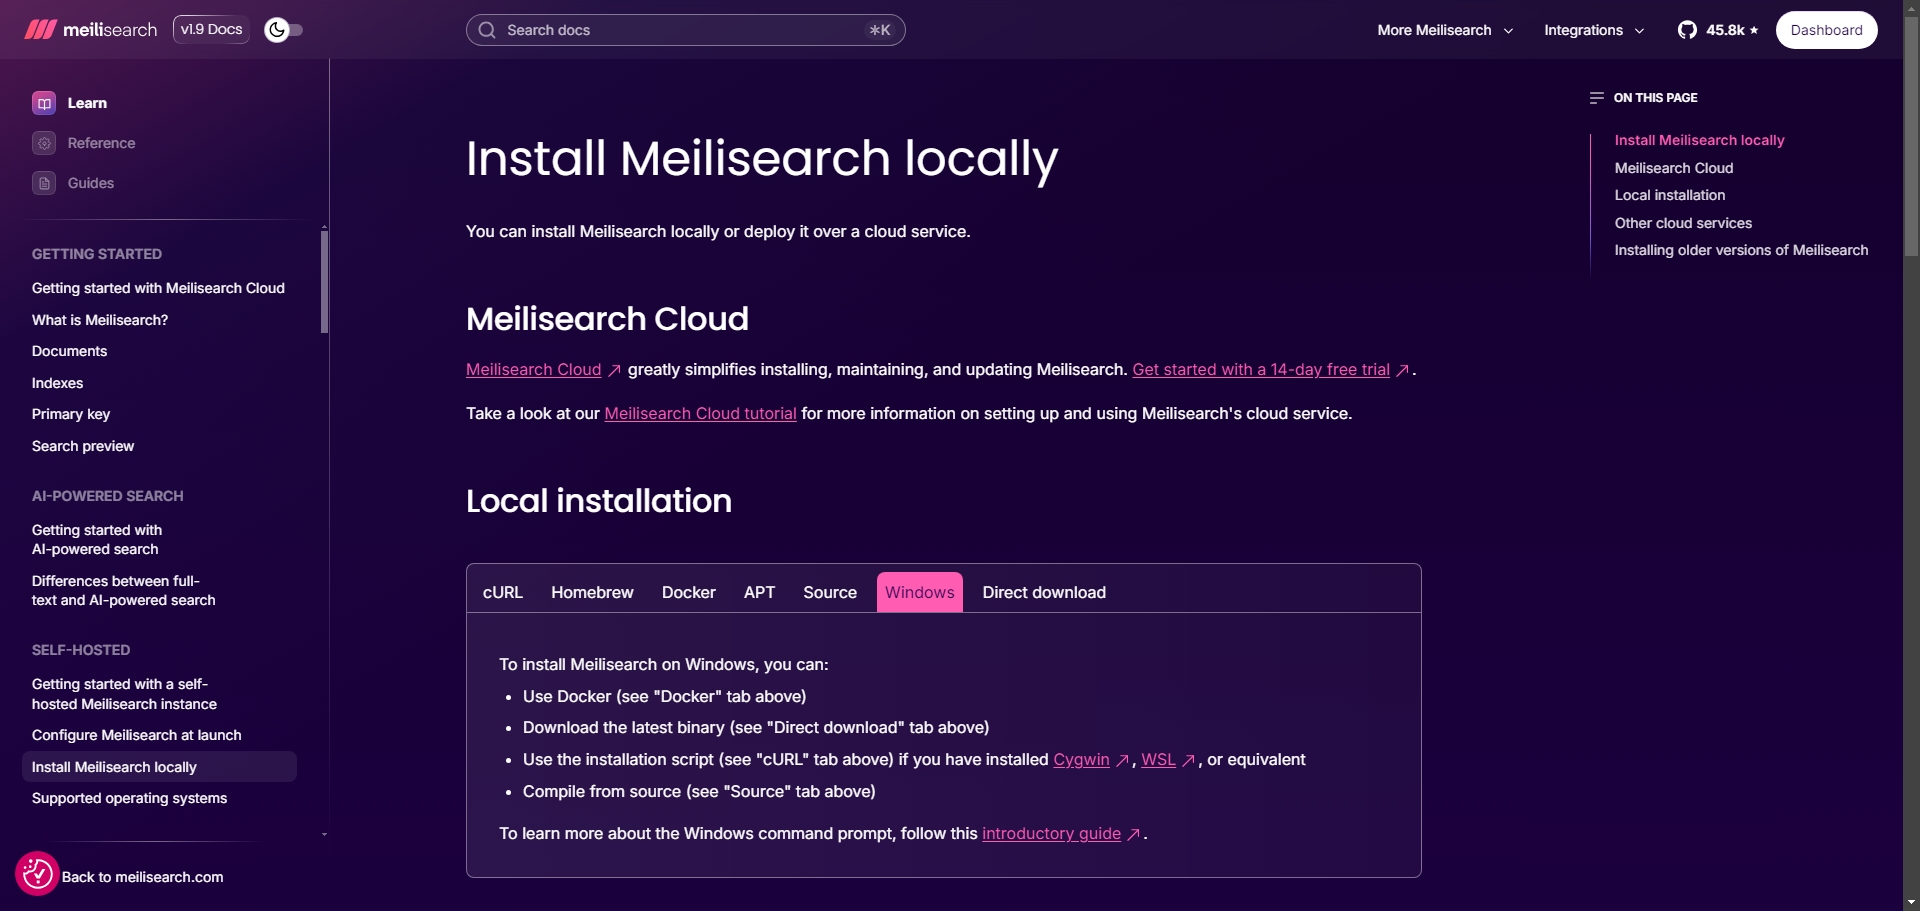 meilisearch
v1.9 Docs
Search docs
⌘K
More Meilisearch
Integrations
45.8k ★
Dashboard
Learn
Reference
Guides
GETTING STARTED
Getting started with Meilisearch Cloud
What is Meilisearch?
Documents
Indexes
Primary key
Search preview
AI-POWERED SEARCH
Getting started with
AI-powered search
Differences between full-
text and AI-powered search
SELF-HOSTED
Getting started with a self-
hosted Meilisearch instance
Configure Meilisearch at launch
Install Meilisearch locally
Supported operating systems
Back to meilisearch.com
Install Meilisearch locally
You can install Meilisearch locally or deploy it over a cloud service.
Meilisearch Cloud
Meilisearch Cloud ↗ greatly simplifies installing, maintaining, and updating Meilisearch. Get started with a 14-day free trial ↗.
Take a look at our Meilisearch Cloud tutorial for more information on setting up and using Meilisearch's cloud service.
Local installation
cURL Homebrew Docker APT Source Windows Direct download
To install Meilisearch on Windows, you can:
• Use Docker (see "Docker" tab above)
• Download the latest binary (see "Direct download" tab above)
• Use the installation script (see "cURL" tab above) if you have installed Cygwin ↗, WSL ↗, or equivalent
• Compile from source (see "Source" tab above)
To learn more about the Windows command prompt, follow this introductory guide ↗.
ON THIS PAGE
Install Meilisearch locally
Meilisearch Cloud
Local installation
Other cloud services
Installing older versions of Meilisearch